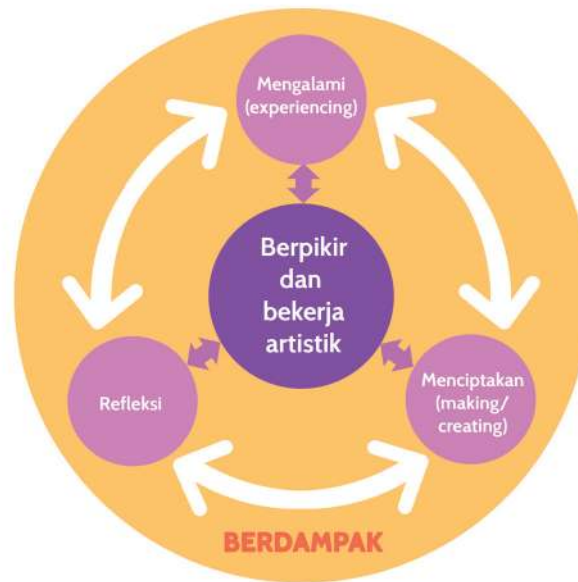 Mengalami
(experiencing)
Berpikir
dan
bekerja
artistik
Refleksi
Menciptakan
(making/
creating)
BERDAMPAK